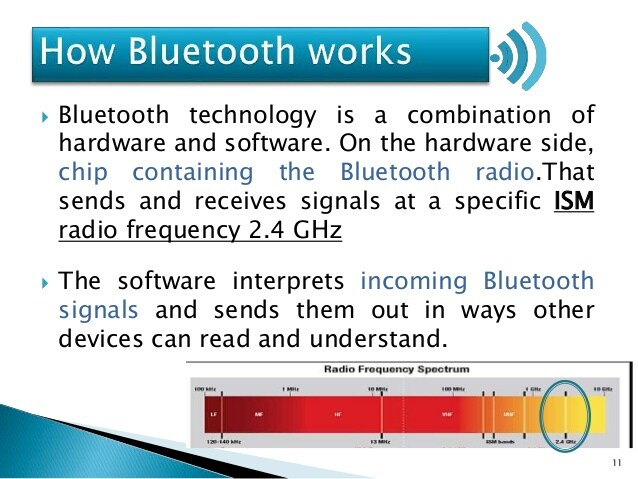 How Bluetooth works
Bluetooth technology is a combination of
hardware and software. On the hardware side,
chip containing the Bluetooth radio.That
sends and receives signals at a specific ISM
radio frequency 2.4 GHz
The software interprets incoming Bluetooth
signals and sends them out in ways other
devices can read and understand.
Radio Frequency Spectrum
100 kHz 1 MHz 10 MHz 100 MHz 1 GHz 10 GHz
LF MF HF VHF UHF
120-140 kHz 13 MHz ISM bands 2.4 GHz
11